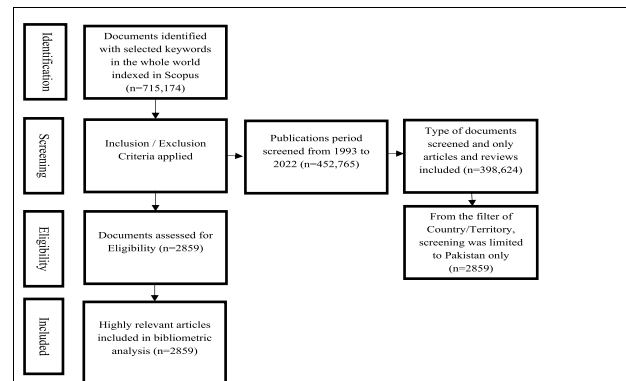 Identification
Documents identified
with selected keywords
in the whole world
indexed in Scopus
(n=715,174)
Screening
Inclusion / Exclusion
Criteria applied
Publications period
screened from 1993 to
2022 (n=452,765)
Type of documents
screened and only
articles and reviews
included (n=398,624)
Eligibility
Documents assessed for
Eligibility (n=2859)
From the filter of
Country/Territory,
screening was limited
to Pakistan only
(n=2859)
Included
Highly relevant articles
included in bibliometric
analysis (n=2859)